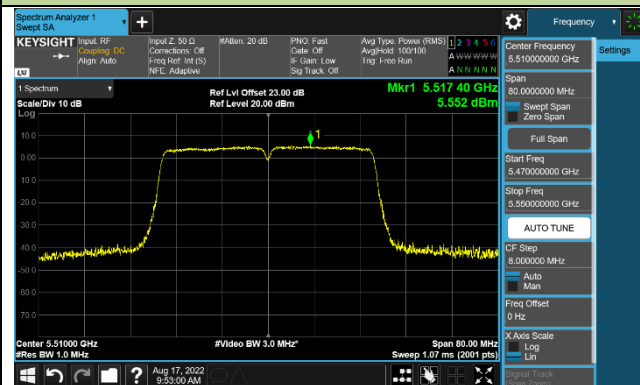 Spectrum Analyzer 1
Swept SA
+
Frequency
KEYSIGHT
Input: RF
Coupling: DC
Align: Auto
Input Z: 50 Ω
Corrections: Off
Freq Ref: Int (S)
NFE: Adaptive
#Atten: 20 dB
PNO: Fast
Gate: Off
IF Gain: Low
Sig Track: Off
Avg Type: Power (RMS)
Avg|Hold: 100/100
Trig: Free Run
1 2 3 4 5 6
A W W W W W
A N N N N N
LXI
1 Spectrum
Scale/Div 10 dB
Log
Ref Lvl Offset 23.00 dB
Ref Level 20.00 dBm
Mkr1 5.517 40 GHz
5.552 dBm
1
10.0
0.00
-10.0
-20.0
-30.0
-40.0
-50.0
-60.0
-70.0
Center 5.51000 GHz
#Res BW 1.0 MHz
#Video BW 3.0 MHz*
Span 80.00 MHz
Sweep 1.07 ms (2001 pts)
Center Frequency
5.510000000 GHz
Settings
Span
80.0000000 MHz
Swept Span
Zero Span
Full Span
Start Freq
5.470000000 GHz
Stop Freq
5.550000000 GHz
AUTO TUNE
CF Step
8.000000 MHz
Auto
Man
Freq Offset
0 Hz
X Axis Scale
Log
Lin
Signal Track
(Span Zoom)
?
Aug 17, 2022
9:53:00 AM